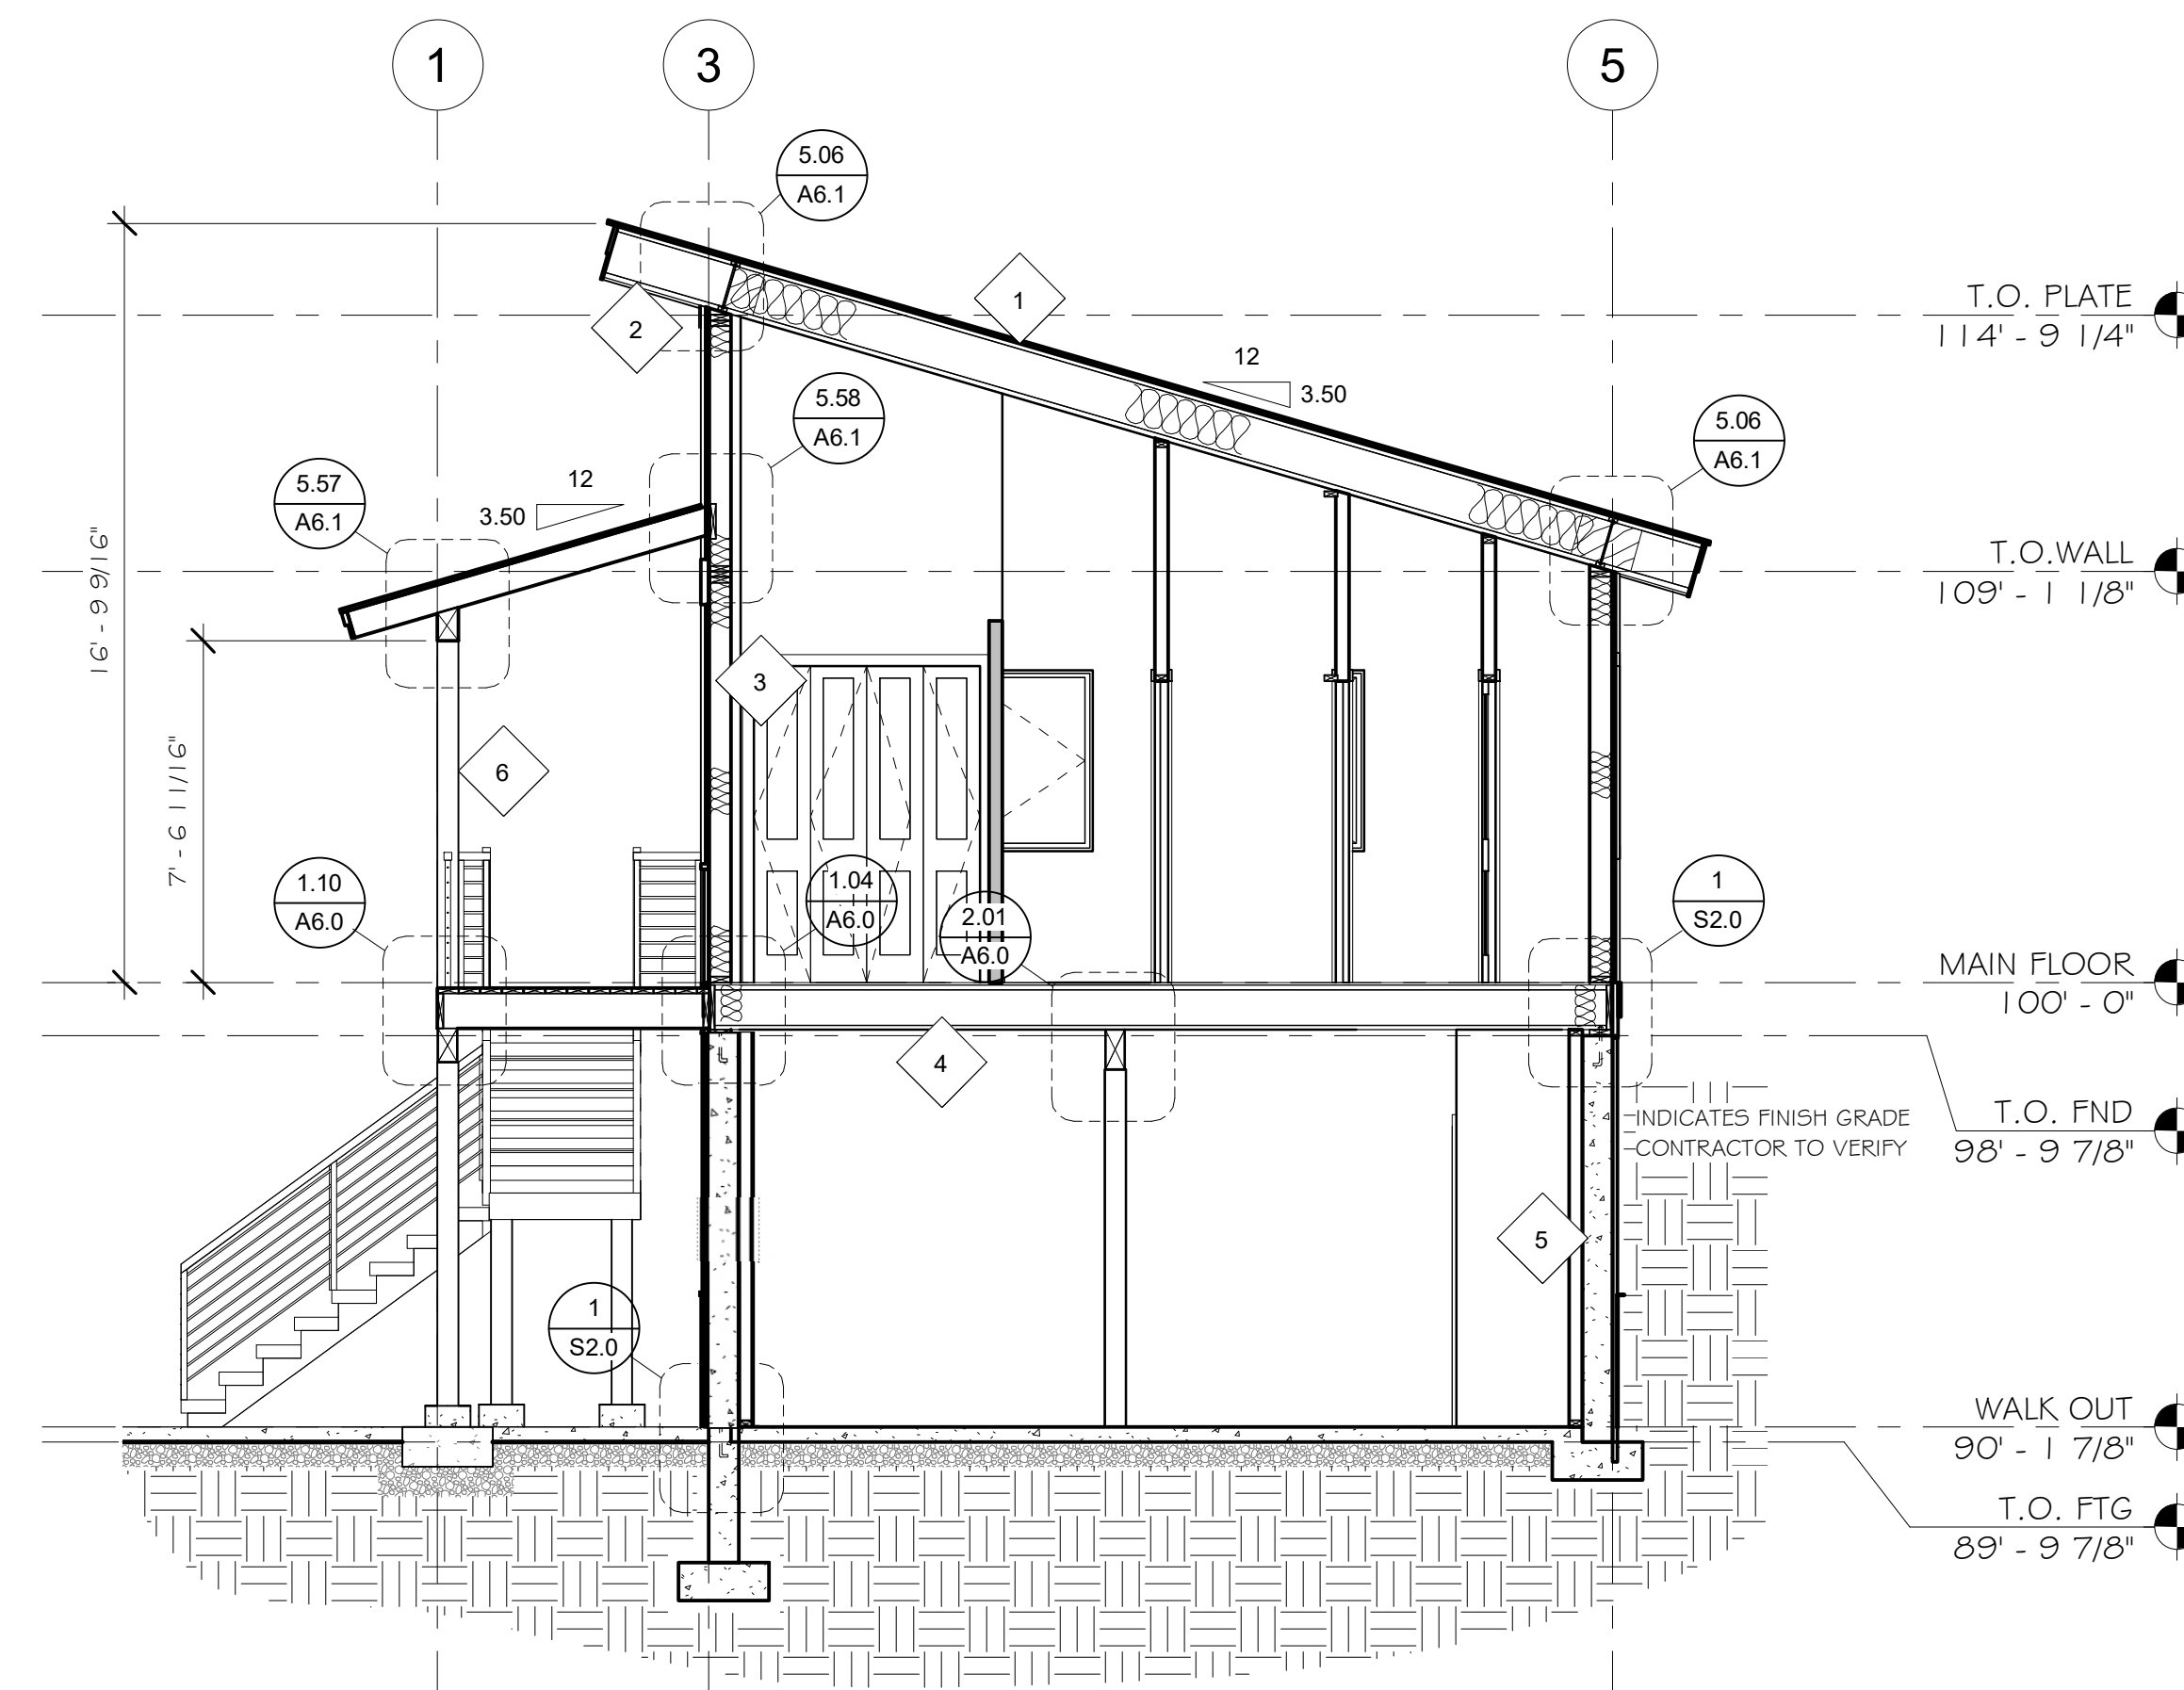 1
3
5
5.06
A6.1
T.O. PLATE
114' - 9 1/4"
1
2
12
3.50
5.58
A6.1
5.06
A6.1
5.57
A6.1
12
3.50
T.O.WALL
109' - 1 1/8"
16' - 9 9/16"
3
7' - 6 11/16"
6
1.10
A6.0
1.04
A6.0
2.01
A6.0
1
S2.0
MAIN FLOOR
100' - 0"
4
INDICATES FINISH GRADE
CONTRACTOR TO VERIFY
T.O. FND
98' - 9 7/8"
5
1
S2.0
WALK OUT
90' - 1 7/8"
T.O. FTG
89' - 9 7/8"